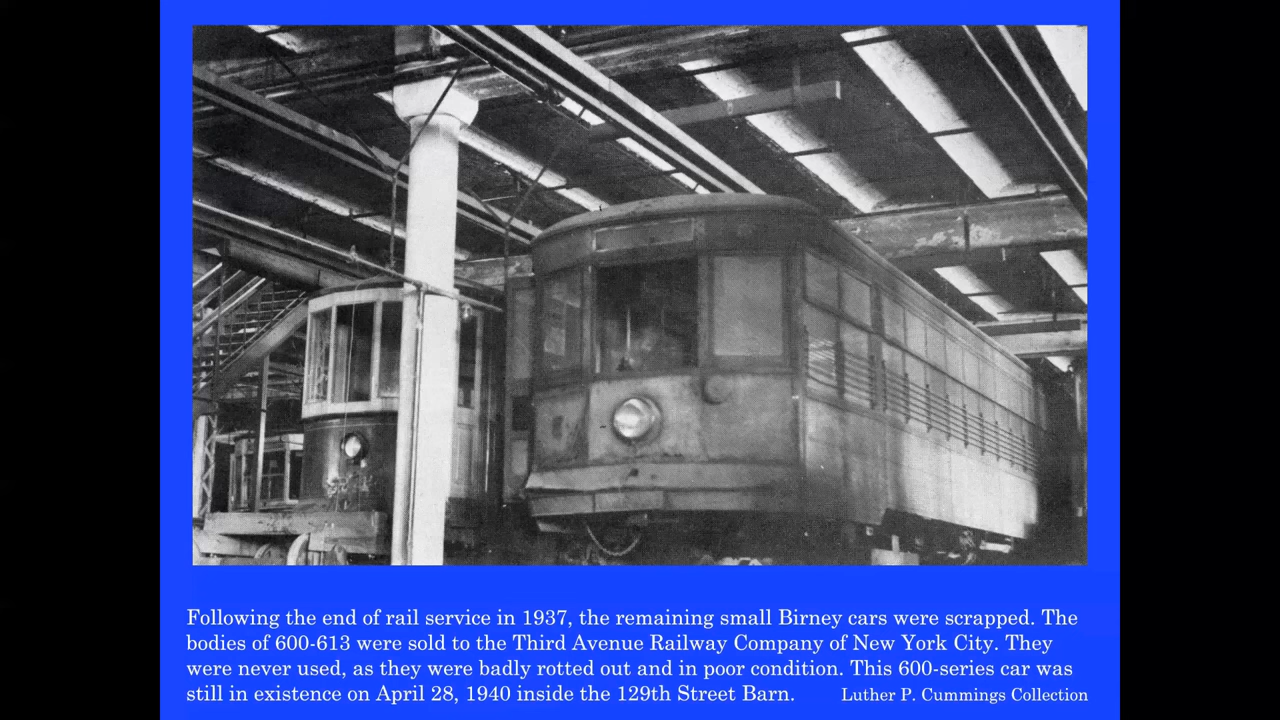 Following the end of rail service in 1937, the remaining small Birney cars were scrapped. The
bodies of 600-613 were sold to the Third Avenue Railway Company of New York City. They
were never used, as they were badly rotted out and in poor condition. This 600-series car was
still in existence on April 28, 1940 inside the 129th Street Barn. Luther P. Cummings Collection